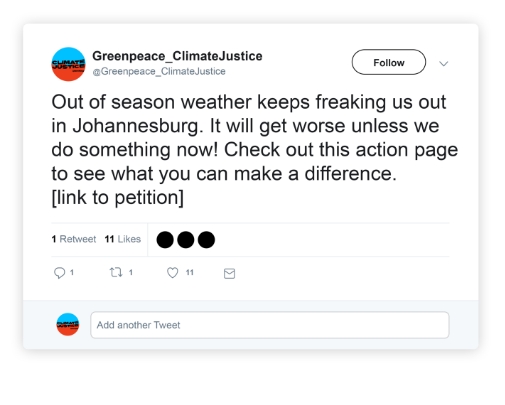 CLIMATE
JUSTICE
Greenpeace_ClimateJustice
@Greenpeace_ClimateJustice
Follow
Out of season weather keeps freaking us out
in Johannesburg. It will get worse unless we
do something now! Check out this action page
to see what you can make a difference.
[link to petition]
1 Retweet 11 Likes
1 1 11
Add another Tweet